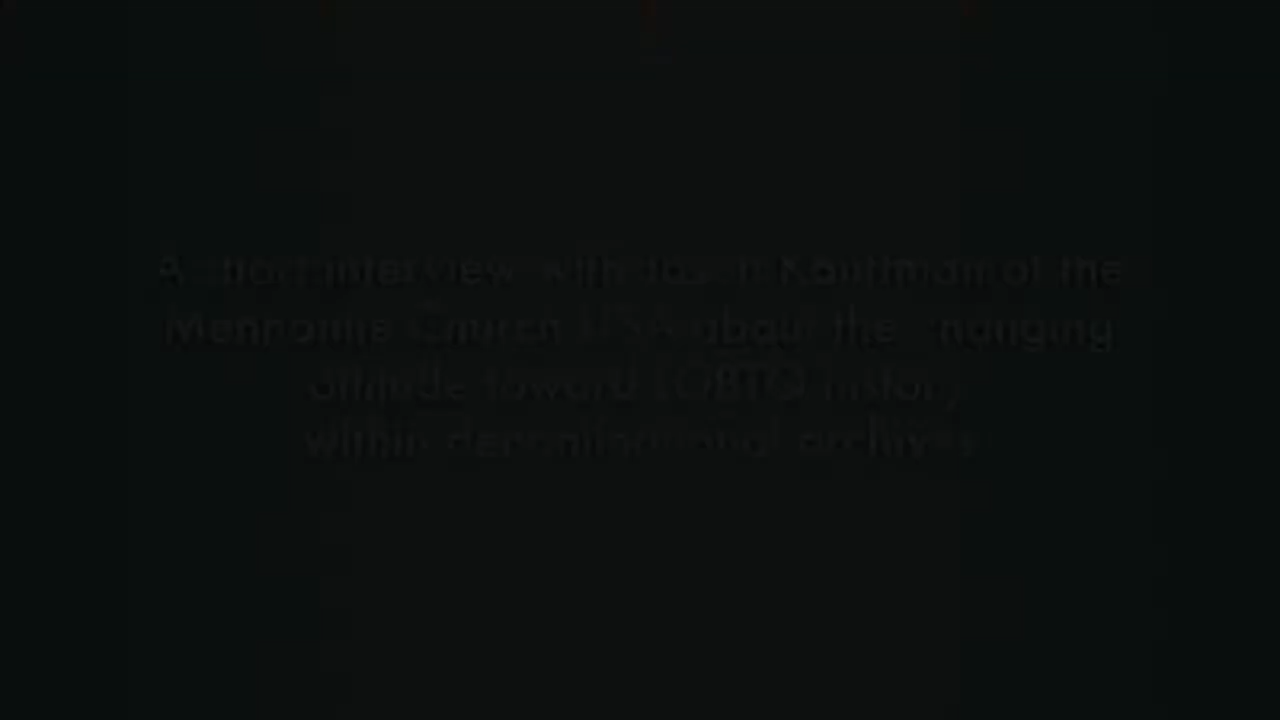 A short interview with Kauffman of the
Mennonite Church USA about the changing
attitude toward LGBTQ history
within denominational archives